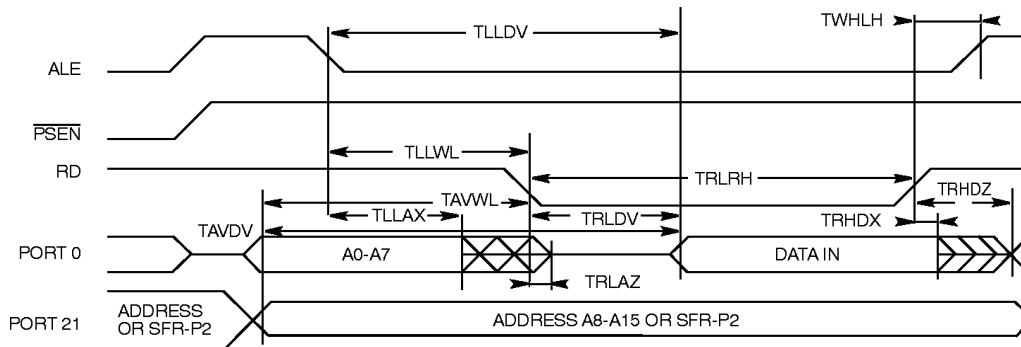 TLLDV
TWHLH
ALE
PSEN
TLLWL
RD
TRLRH
TAVWL
TRHDZ
TLLAX
TRLDV
TRHDX
TAVDV
PORT 0
A0-A7
DATA IN
TRLAZ
PORT 21
ADDRESS
OR SFR-P2
ADDRESS A8-A15 OR SFR-P2